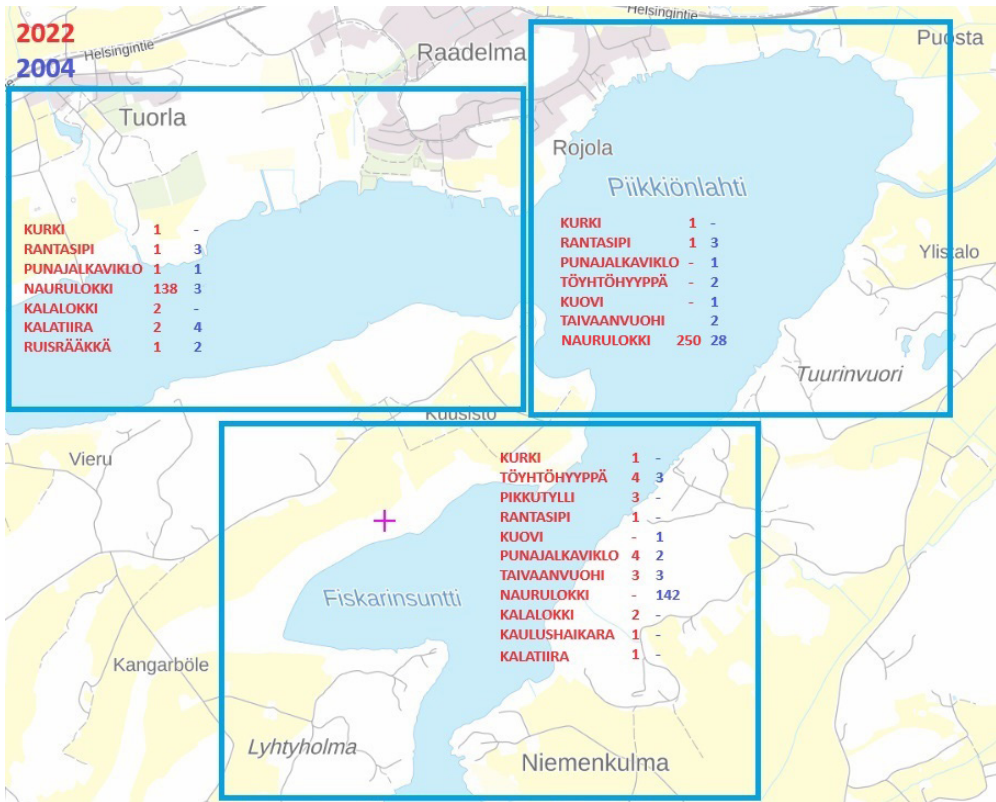 2022
2004
Helsingintie
Helsingintie
Raadelma
Puosta
Tuorla
Rojola
Piikkiönlahti
KURKI 1 -
RANTASIPI 1 3
PUNAJALKAVIKLO 1 1
NAURULOKKI 138 3
KALALOKKI 2 -
KALATIIRA 2 4
RUISRÄÄKKÄ 1 2
KURKI 1 -
RANTASIPI 1 3
PUNAJALKAVIKLO - 1
TÖYHTÖHYYPPÄ - 2
KUOVI - 1
TAIVAANVUOHI 2
NAURULOKKI 250 28
Ylistalo
Tuurinvuori
Kuusisto
Vieru
KURKI 1 -
TÖYHTÖHYYPPÄ 4 3
PIKKUTYLLI 3 -
RANTASIPI 1 -
KUOVI - 1
PUNAJALKAVIKLO 4 2
TAIVAANVUOHI 3 3
NAURULOKKI - 142
KALALOKKI 2 -
KAULUSHAIKARA 1 -
KALATIIRA 1 -
Fiskarinsuntti
Kangarböle
Lyhtyholma
Niemenkulma